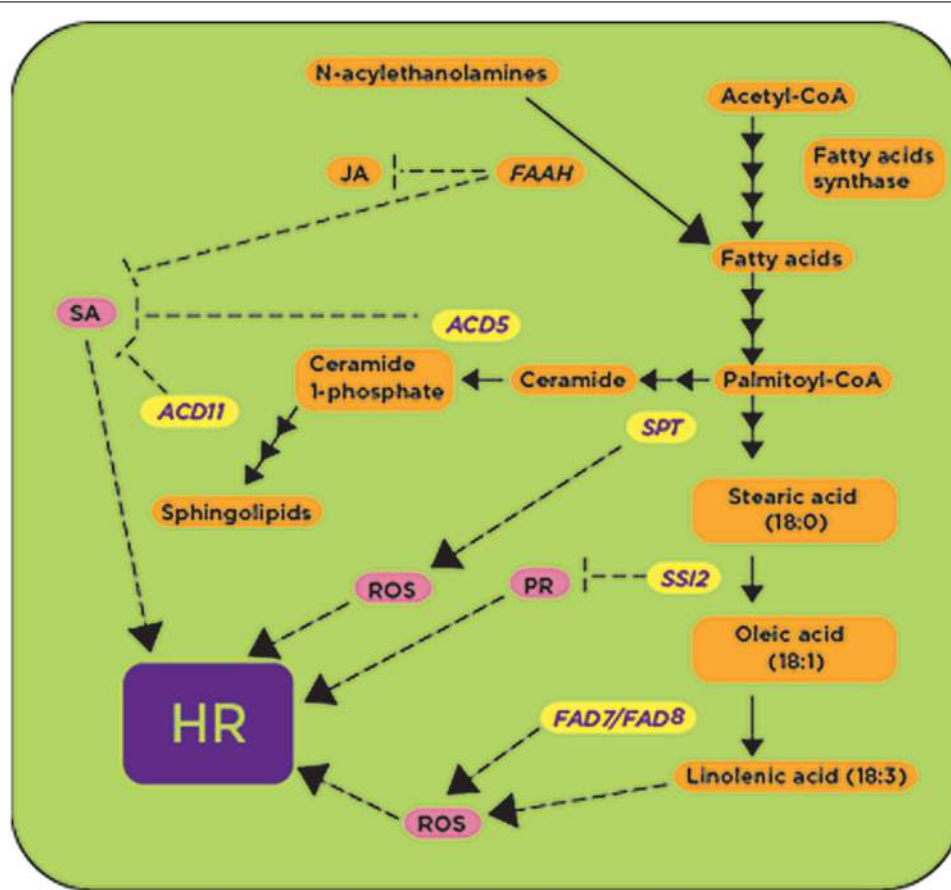 N-acylethanolamines
Acetyl-CoA
Fatty acids
synthase
JA
FAAH
Fatty acids
SA
ACD5
Ceramide
1-phosphate
Ceramide
Palmitoyl-CoA
ACD11
SPT
Stearic acid
(18:0)
Sphingolipids
ROS
PR
SSI2
Oleic acid
(18:1)
HR
FAD7/FAD8
Linolenic acid (18:3)
ROS